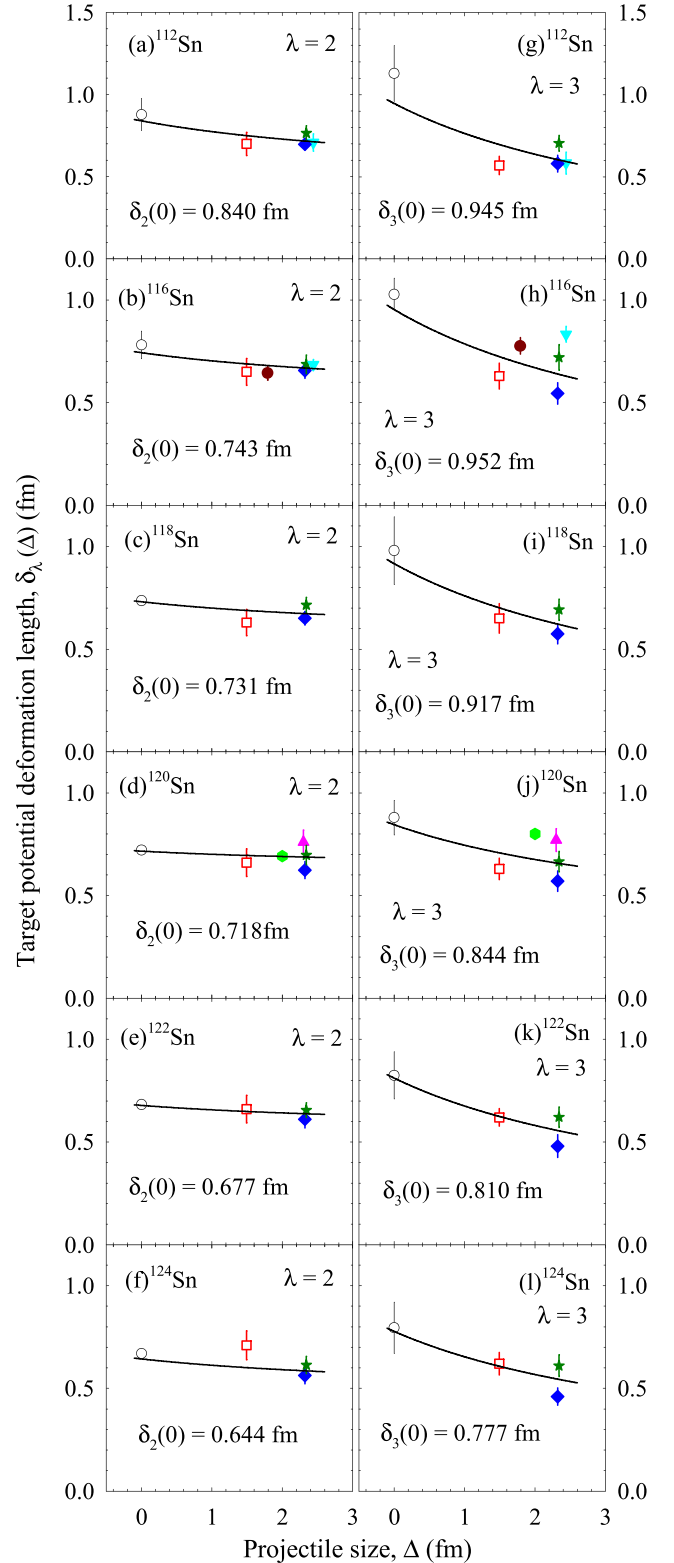 Target potential deformation length, δλ (Δ) (fm)
1.5
(a)¹¹²Sn λ = 2
(g)¹¹²Sn
λ = 3
1.0 1.0
0.5 0.5
δ₂(0) = 0.840 fm
δ₃(0) = 0.945 fm
0.0 0.0
(b)¹¹⁶Sn λ = 2
(h)¹¹⁶Sn
1.0 1.0
0.5 0.5
λ = 3
δ₂(0) = 0.743 fm
δ₃(0) = 0.952 fm
0.0 0.0
(c)¹¹⁸Sn λ = 2
(i)¹¹⁸Sn
1.0 1.0
0.5 0.5
λ = 3
δ₂(0) = 0.731 fm
δ₃(0) = 0.917 fm
0.0 0.0
(d)¹²⁰Sn λ = 2
(j)¹²⁰Sn
1.0 1.0
0.5 0.5
λ = 3
δ₂(0) = 0.718fm
δ₃(0) = 0.844 fm
0.0 0.0
(e)¹²²Sn λ = 2
(k)¹²²Sn
λ = 3
1.0 1.0
0.5 0.5
δ₂(0) = 0.677 fm
δ₃(0) = 0.810 fm
0.0 0.0
(f)¹²⁴Sn λ = 2
(l)¹²⁴Sn
λ = 3
1.0 1.0
0.5 0.5
δ₂(0) = 0.644 fm
δ₃(0) = 0.777 fm
0.0 0.0
0 1 2 3 0 1 2 3
Projectile size, Δ (fm)